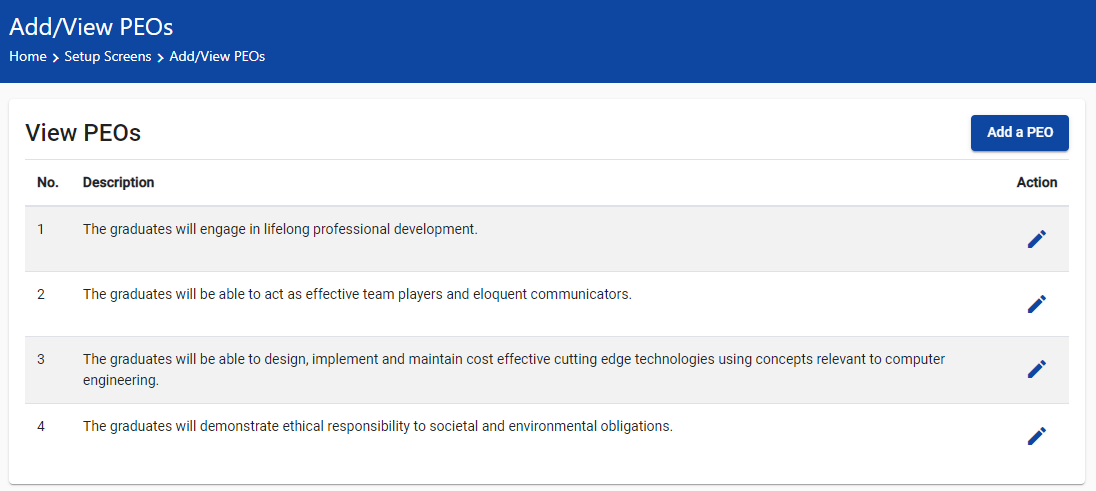 Add/View PEOs
Home > Setup Screens > Add/View PEOs
View PEOs
Add a PEO
No. Description Action
1 The graduates will engage in lifelong professional development.
2 The graduates will be able to act as effective team players and eloquent communicators.
3 The graduates will be able to design, implement and maintain cost effective cutting edge technologies using concepts relevant to computer
engineering.
4 The graduates will demonstrate ethical responsibility to societal and environmental obligations.